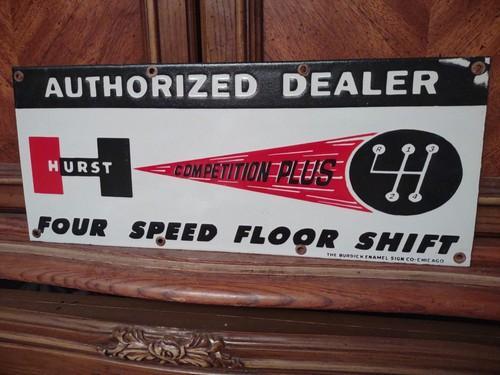 AUTHORIZED DEALER
HURST
COMPETITION PLUS
R 1 3
2 4
FOUR SPEED FLOOR SHIFT
THE BURDICK ENAMEL SIGN CO-CHICAGO